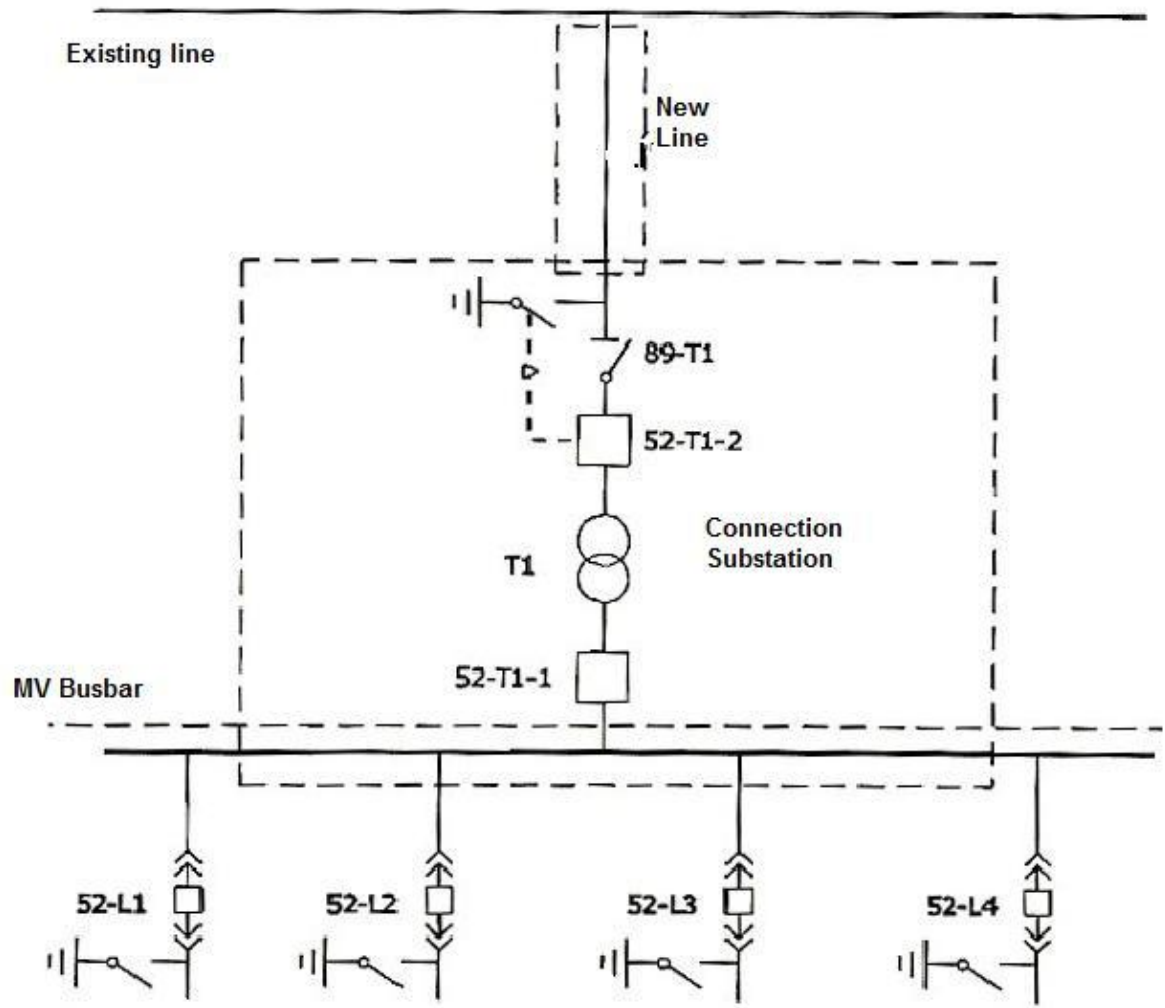 Existing line
New
Line
89-T1
52-T1-2
Connection
Substation
T1
52-T1-1
MV Busbar
52-L1
52-L2
52-L3
52-L4